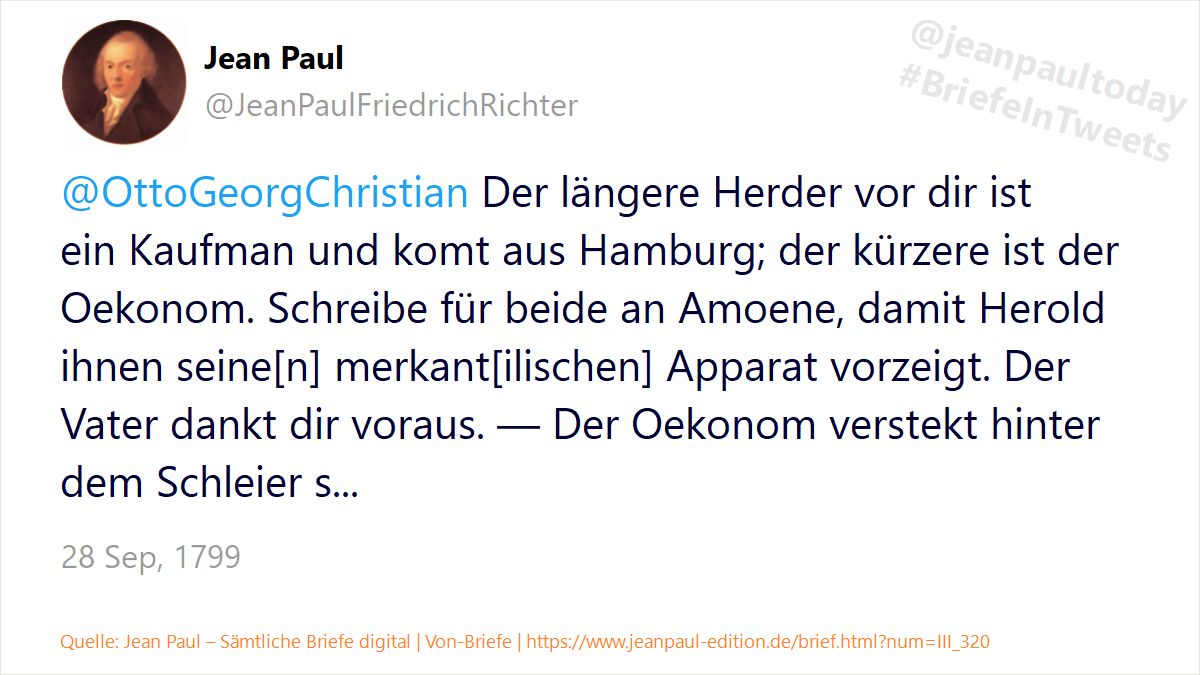 Jean Paul
@JeanPaulFriedrichRichter
@jeanpaultoday
#BriefeInTweets
@OttoGeorgChristian Der längere Herder vor dir ist
ein Kaufman und komt aus Hamburg; der kürzere ist der
Oekonom. Schreibe für beide an Amoene, damit Herold
ihnen seine[n] merkant[ilischen] Apparat vorzeigt. Der
Vater dankt dir voraus. — Der Oekonom verstekt hinter
dem Schleier s...
28 Sep, 1799
Quelle: Jean Paul – Sämtliche Briefe digital | Von-Briefe | https://www.jeanpaul-edition.de/brief.html?num=III_320